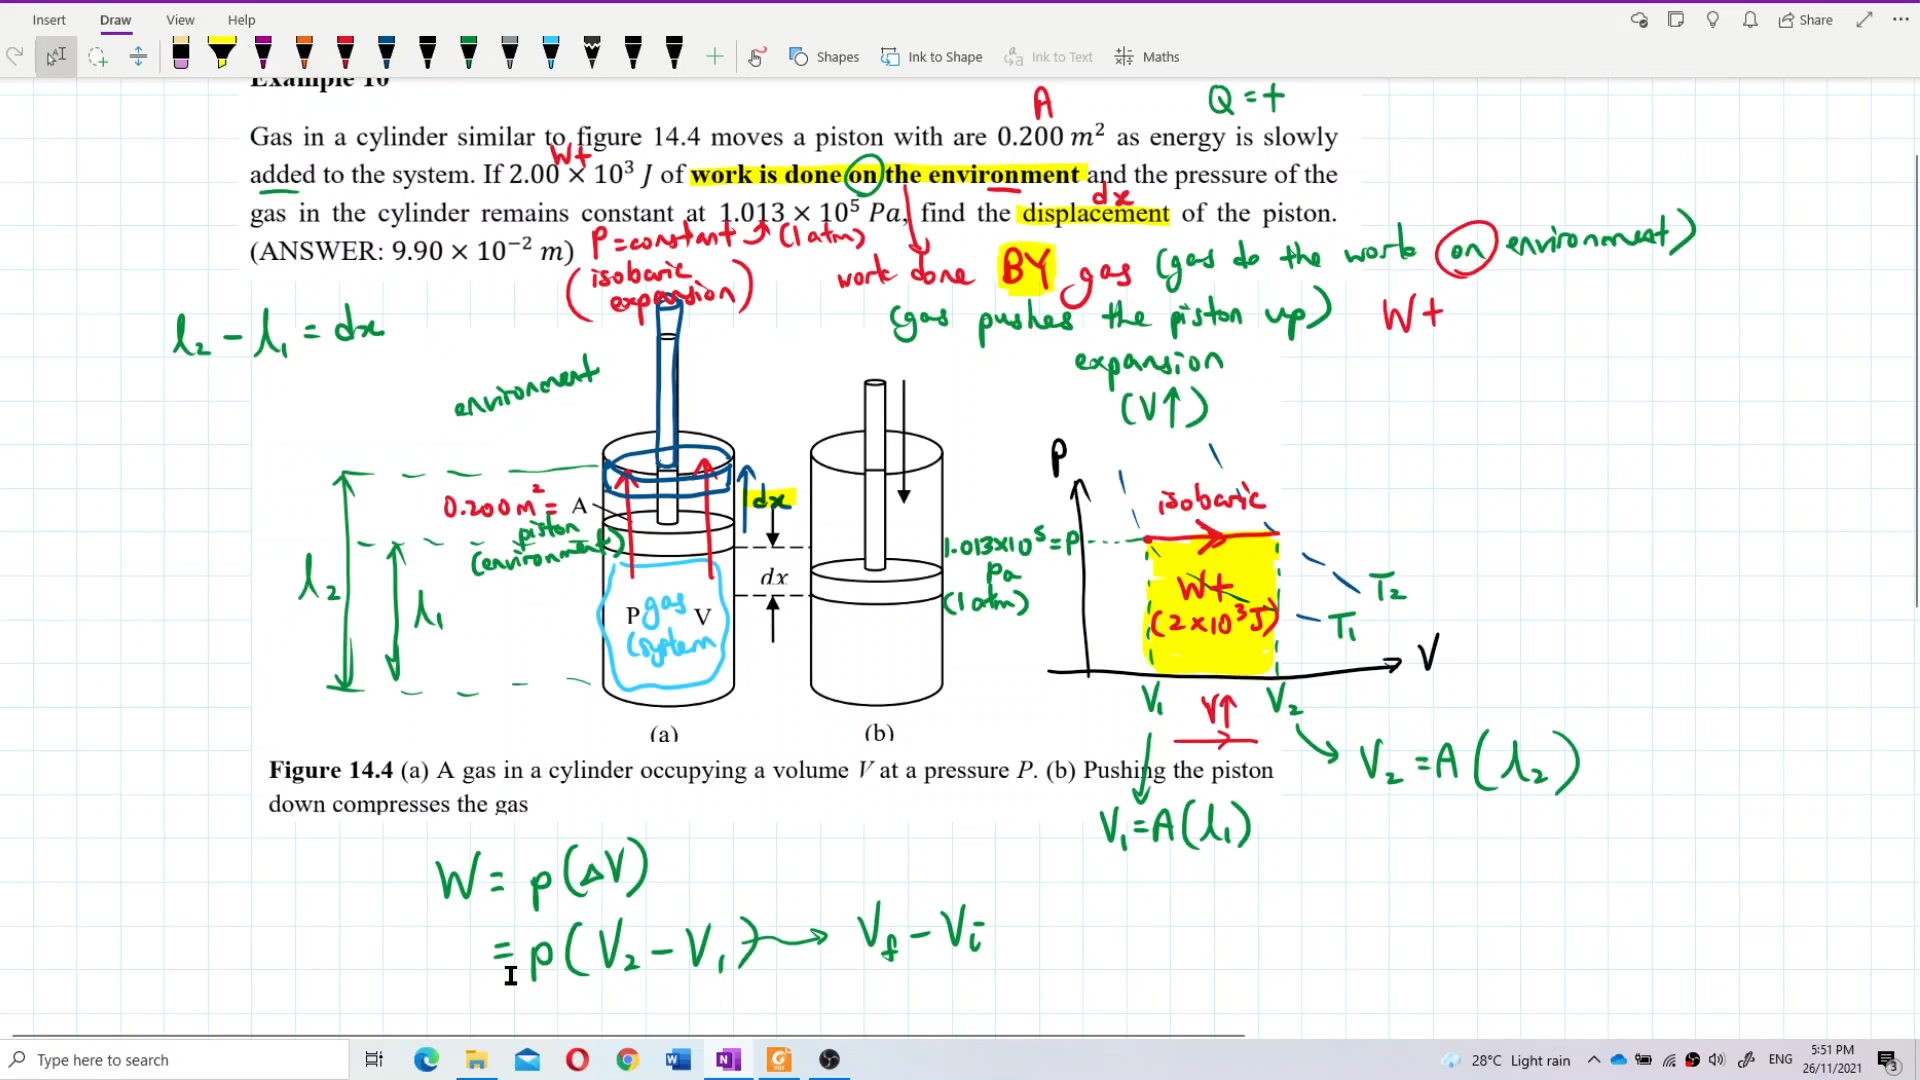 Insert Draw View Help
Share
Shapes Ink to Shape Ink to Text Maths
Example 10
A
Q = +
Gas in a cylinder similar to figure 14.4 moves a piston with are 0.200 m² as energy is slowly
W+
added to the system. If 2.00 × 10³ J of work is done on the environment and the pressure of the
dx
gas in the cylinder remains constant at 1.013 × 10⁵ Pa, find the displacement of the piston.
(ANSWER: 9.90 × 10⁻² m)
P = constant (1 atm)
(isobaric
expansion)
work done BY gas (gas do the work on environment)
(gas pushes the piston up) W+
expansion
(V↑)
l₂ - l₁ = dx
environment
0.200 m² = A
piston
(environment)
dx
dx
l₂
l₁
P V
gas
(system
(a) (b)
P
isobaric
1.013×10⁵ = P
Pa
(1 atm)
W+
(2×10³ J)
T₂
T₁
V
V₁ V↑ V₂
V₂ = A(l₂)
V₁ = A(l₁)
Figure 14.4 (a) A gas in a cylinder occupying a volume V at a pressure P. (b) Pushing the piston
down compresses the gas
W = p(ΔV)
= p(V₂ - V₁) → Vf - Vi
Type here to search
28°C Light rain
ENG
5:51 PM
26/11/2021
3